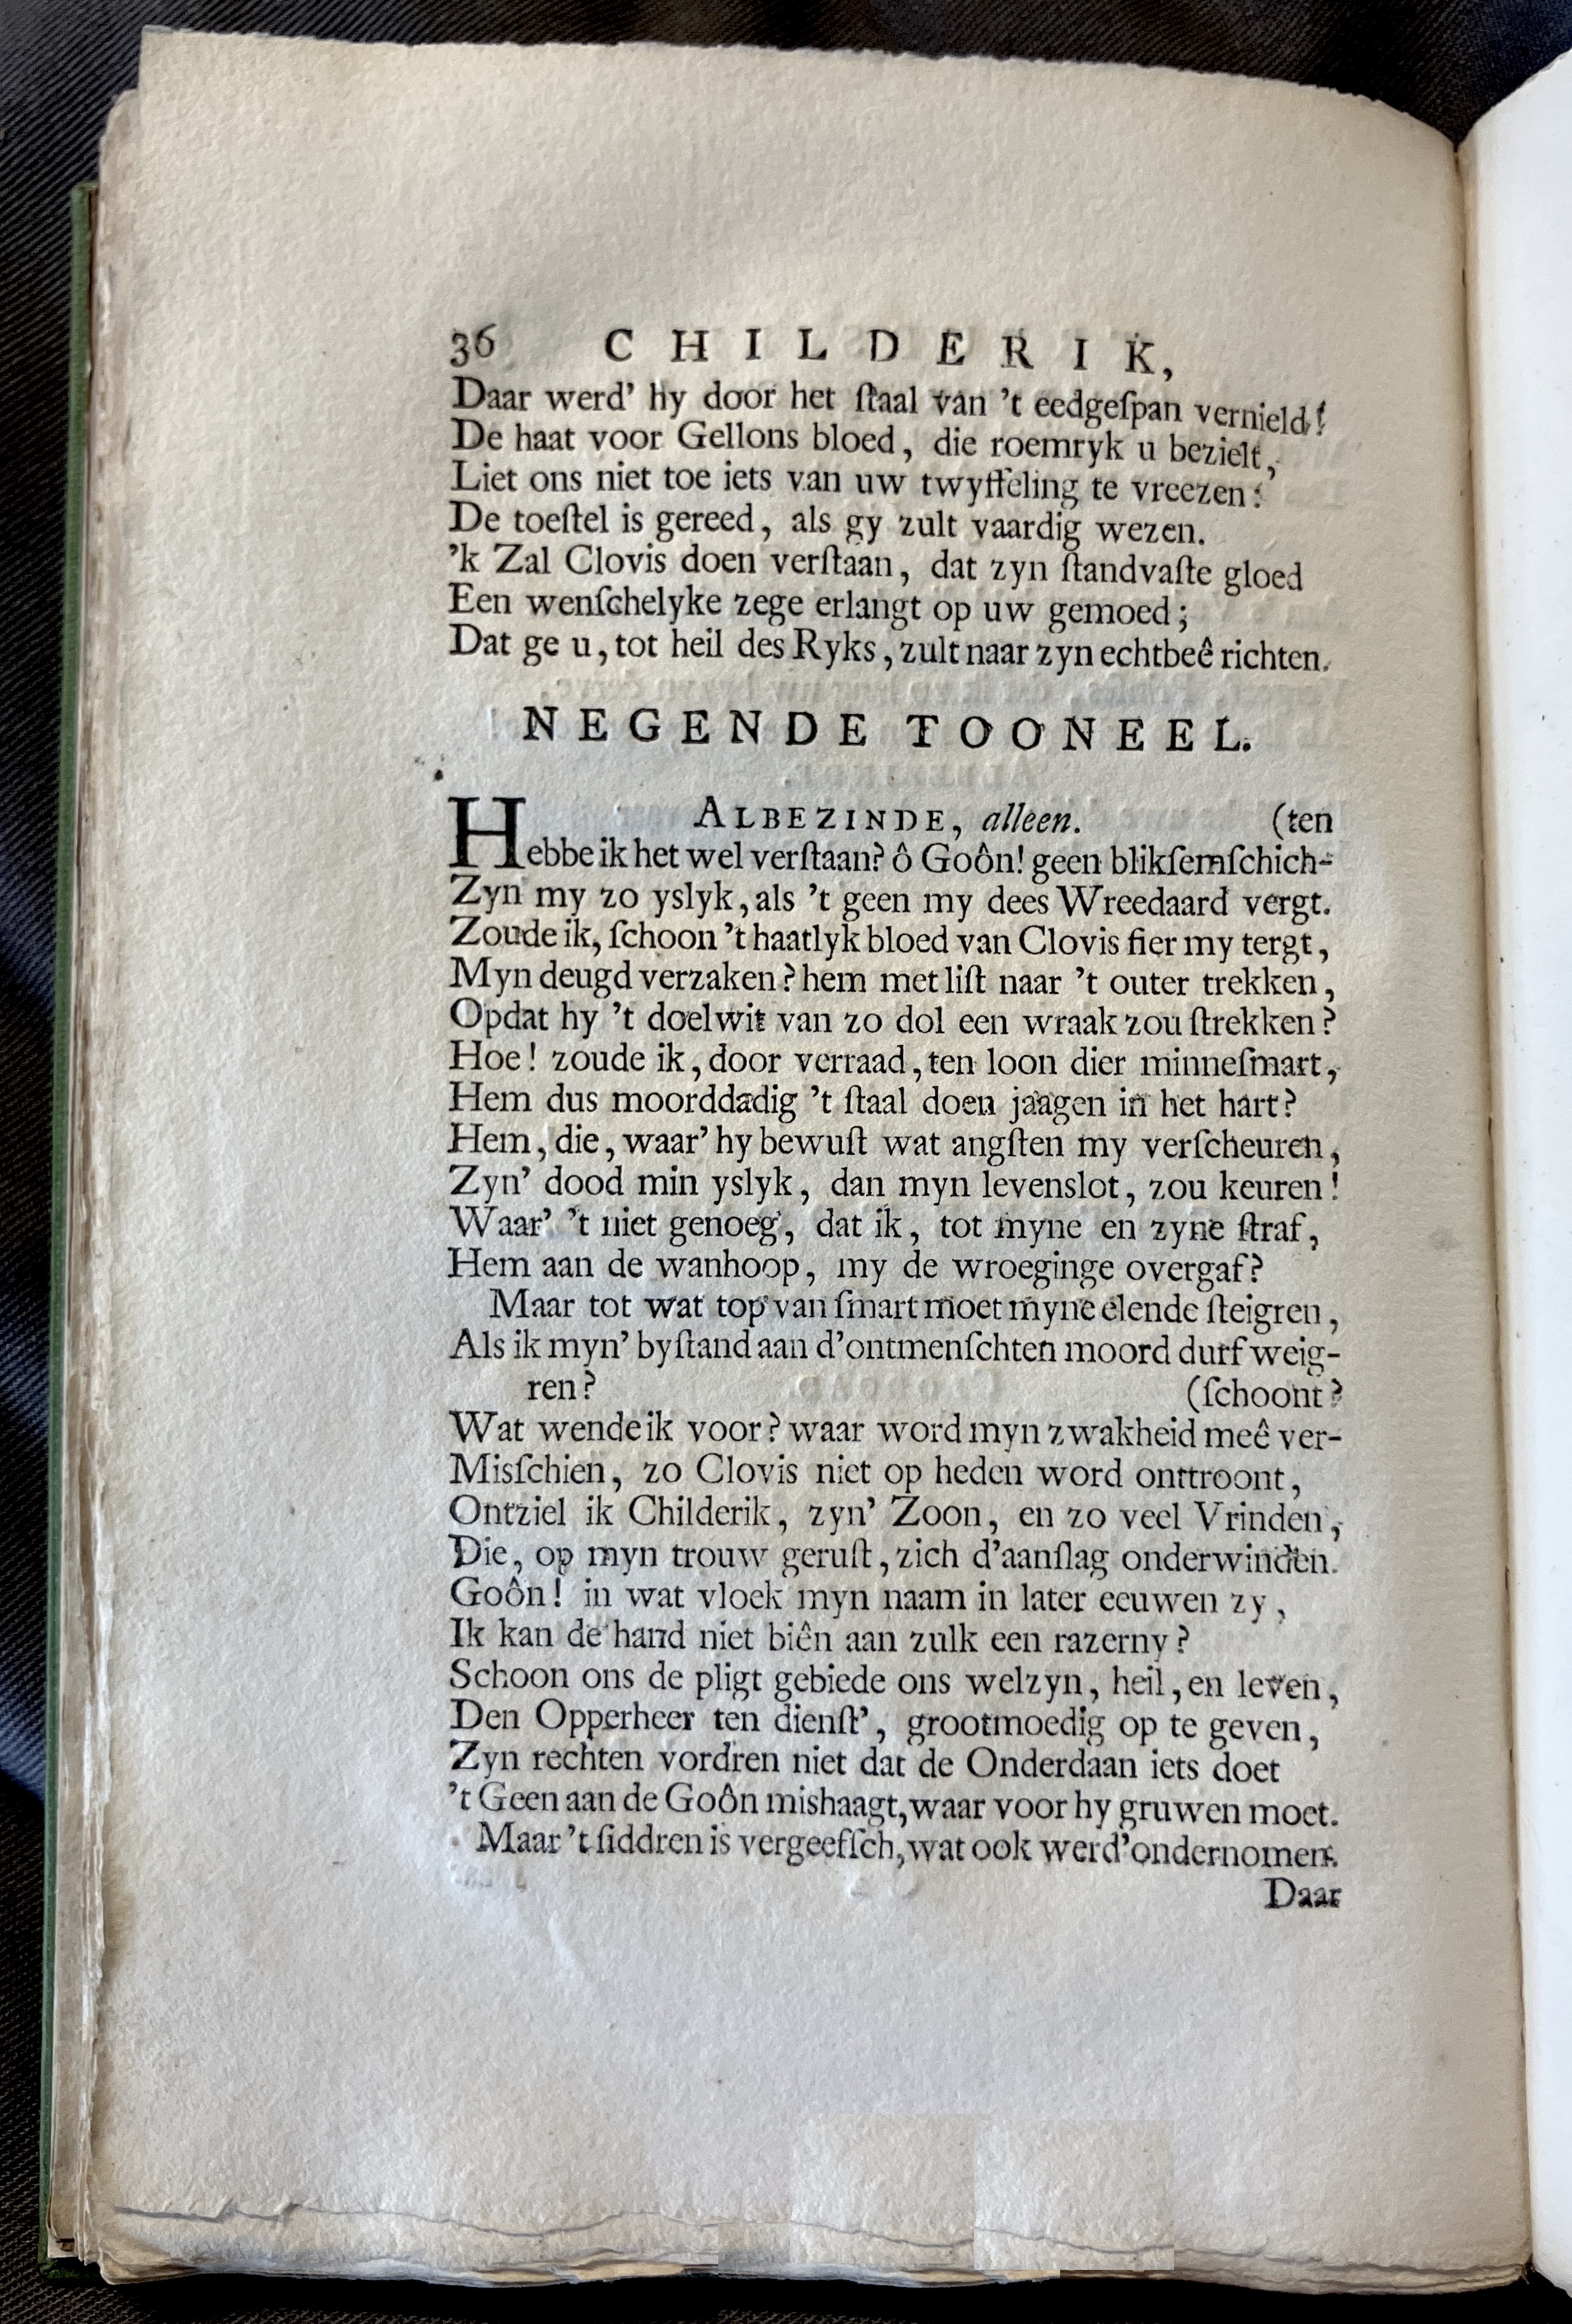 36 CHILDERIK,
Daar werd' hy door het ſtaal van 't eedgeſpan vernield!
De haat voor Gellons bloed, die roemryk u bezielt,
Liet ons niet toe iets van uw twyffeling te vreezen:
De toeſtel is gereed, als gy zult vaardig wezen.
'k Zal Clovis doen verſtaan, dat zyn ſtandvaſte gloed
Een wenſchelyke zege erlangt op uw gemoed;
Dat ge u, tot heil des Ryks, zult naar zyn echtbeê richten.
NEGENDE TOONEEL.
ALBEZINDE, alleen. (ten
Hebbe ik het wel verſtaan? ô Goôn! geen blikſemſchich-
Zyn my zo yslyk, als 't geen my dees Wreedaard vergt.
Zoude ik, ſchoon 't haatlyk bloed van Clovis fier my tergt,
Myn deugd verzaken? hem met liſt naar 't outer trekken,
Opdat hy 't doelwit van zo dol een wraak zou ſtrekken?
Hoe! zoude ik, door verraad, ten loon dier minneſmart,
Hem dus moorddadig 't ſtaal doen jaagen in het hart?
Hem, die, waar' hy bewuſt wat angſten my verſcheuren,
Zyn' dood min yslyk, dan myn levenslot, zou keuren!
Waar' 't niet genoeg, dat ik, tot myne en zyne ſtraf,
Hem aan de wanhoop, my de wroeginge overgaf?
Maar tot wat top van ſmart moet myne elende ſteigren,
Als ik myn' byſtand aan d'ontmenſchten moord durf weig-
ren? (ſchoont?
Wat wende ik voor? waar word myn zwakheid meê ver-
Misſchien, zo Clovis niet op heden word onttroont,
Ontziel ik Childerik, zyn' Zoon, en zo veel Vrinden,
Die, op myn trouw geruſt, zich d'aanſlag onderwinden.
Goôn! in wat vloek myn naam in later eeuwen zy,
Ik kan de hand niet biên aan zulk een razerny?
Schoon ons de pligt gebiede ons welzyn, heil, en leven,
Den Opperheer ten dienſt', grootmoedig op te geven,
Zyn rechten vordren niet dat de Onderdaan iets doet
't Geen aan de Goôn mishaagt, waar voor hy gruwen moet.
Maar 't ſiddren is vergeefſch, wat ook werd' ondernomen.
Daar